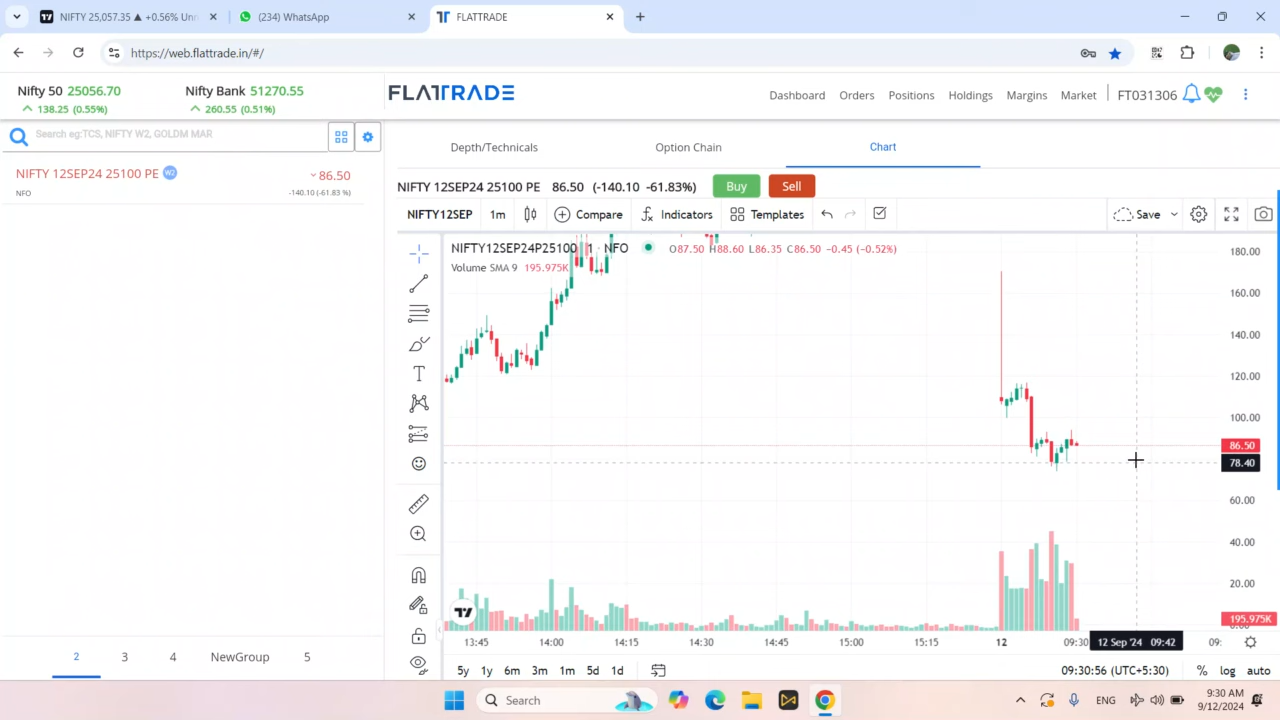 NIFTY 25,057.35 ▲ +0.56% Un
(234) WhatsApp
FLATTRADE
https://web.flattrade.in/#/
Nifty 50 25056.70
138.25 (0.55%)
Nifty Bank 51270.55
260.55 (0.51%)
FLATTRADE
Dashboard Orders Positions Holdings Margins Market FT031306
Search eg:TCS, NIFTY W2, GOLDM MAR
NIFTY 12SEP24 25100 PE W2 86.50
NFO -140.10 (-61.83 %)
Depth/Technicals Option Chain Chart
NIFTY 12SEP24 25100 PE 86.50 (-140.10 -61.83%) Buy Sell
NIFTY12SEP 1m Compare Indicators Templates Save
NIFTY12SEP24P25100 · 1 · NFO O87.50 H88.60 L86.35 C86.50 −0.45 (−0.52%)
Volume SMA 9 195.975K
180.00
160.00
140.00
120.00
100.00
86.50
78.40
60.00
40.00
20.00
195.975K
13:45 14:00 14:15 14:30 14:45 15:00 15:15 12 09:30 12 Sep '24 09:42 09:
2 3 4 NewGroup 5
5y 1y 6m 3m 1m 5d 1d 09:30:56 (UTC+5:30) % log auto
Search
ENG
9:30 AM
9/12/2024